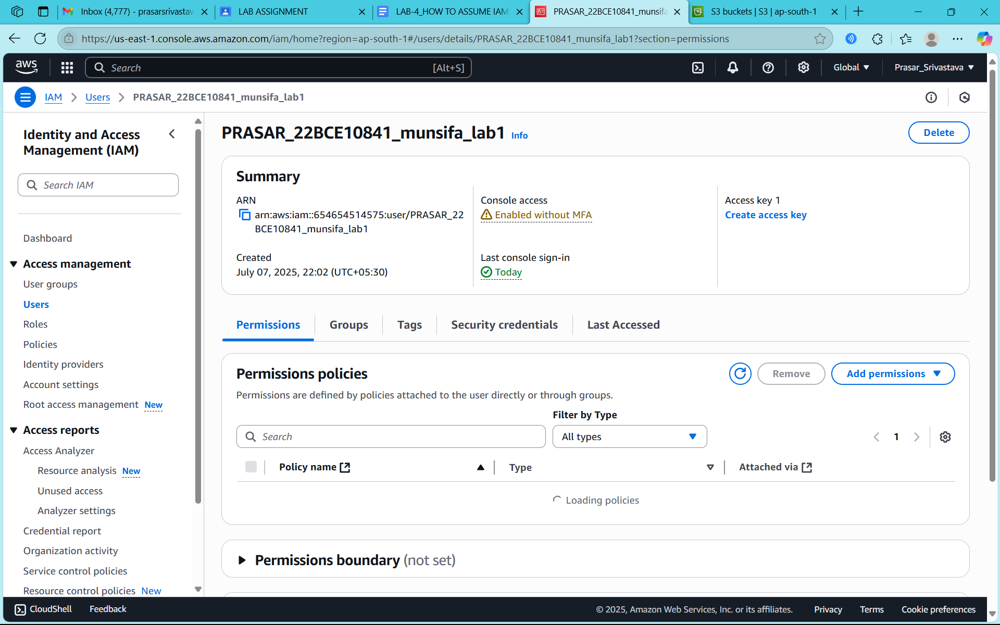 Inbox (4,777) - prasarsrivastav
LAB ASSIGNMENT
LAB-4_HOW TO ASSUME IAM
PRASAR_22BCE10841_munsifa
S3 buckets | S3 | ap-south-1
https://us-east-1.console.aws.amazon.com/iam/home?region=ap-south-1#/users/details/PRASAR_22BCE10841_munsifa_lab1?section=permissions
aws
Search
[Alt+S]
Global
Prasar_Srivastava
IAM
Users
PRASAR_22BCE10841_munsifa_lab1
Identity and Access
Management (IAM)
Search IAM
Dashboard
Access management
User groups
Users
Roles
Policies
Identity providers
Account settings
Root access management New
Access reports
Access Analyzer
Resource analysis New
Unused access
Analyzer settings
Credential report
Organization activity
Service control policies
Resource control policies New
PRASAR_22BCE10841_munsifa_lab1 Info
Delete
Summary
ARN
arn:aws:iam::654654514575:user/PRASAR_22
BCE10841_munsifa_lab1
Console access
Enabled without MFA
Access key 1
Create access key
Created
July 07, 2025, 22:02 (UTC+05:30)
Last console sign-in
Today
Permissions
Groups
Tags
Security credentials
Last Accessed
Permissions policies
Remove
Add permissions
Permissions are defined by policies attached to the user directly or through groups.
Filter by Type
Search
All types
1
Policy name
Type
Attached via
Loading policies
Permissions boundary (not set)
CloudShell
Feedback
© 2025, Amazon Web Services, Inc. or its affiliates.
Privacy
Terms
Cookie preferences